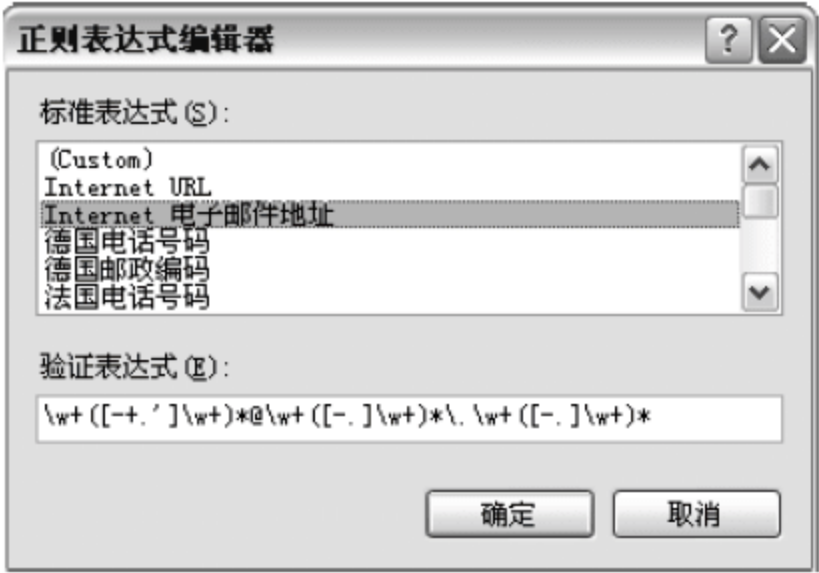 正则表达式编辑器
标准表达式(S):
(Custom)
Internet URL
Internet 电子邮件地址
德国电话号码
德国邮政编码
法国电话号码
验证表达式(E):
\w+([-+.']\w+)*@\w+([-.]\w+)*\.\w+([-.]\w+)*
确定 取消